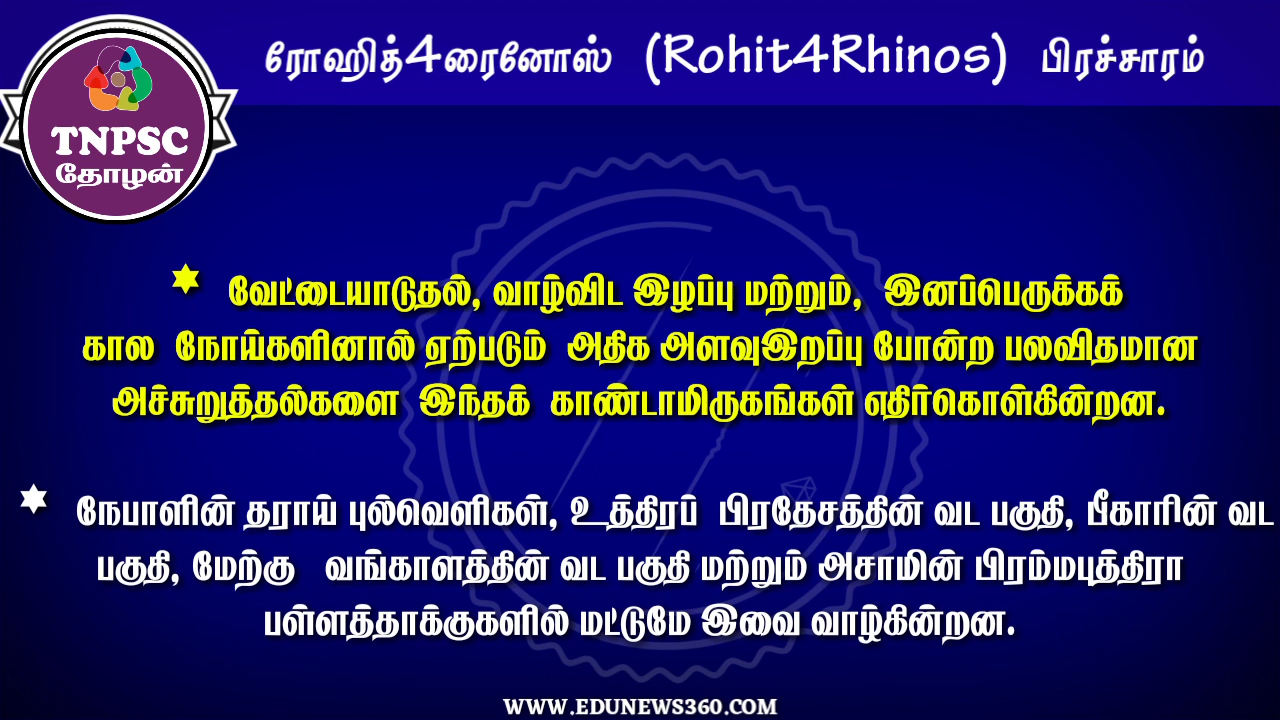 ரோஹித்4ரைனோஸ் (Rohit4Rhinos) பிரச்சாரம்
TNPSC
தோழன்
வேட்டையாடுதல், வாழ்விட இழப்பு மற்றும், இனப்பெருக்கக்
கால நோய்களினால் ஏற்படும் அதிக அளவுஇறப்பு போன்ற பலவிதமான
அச்சுறுத்தல்களை இந்தக் காண்டாமிருகங்கள் எதிர்கொள்கின்றன.
நேபாளின் தராய் புல்வெளிகள், உத்திரப் பிரதேசத்தின் வட பகுதி, பீகாரின் வட
பகுதி, மேற்கு வங்காளத்தின் வட பகுதி மற்றும் அசாமின் பிரம்மபுத்திரா
பள்ளத்தாக்குகளில் மட்டுமே இவை வாழ்கின்றன.
WWW.EDUNEWS360.COM